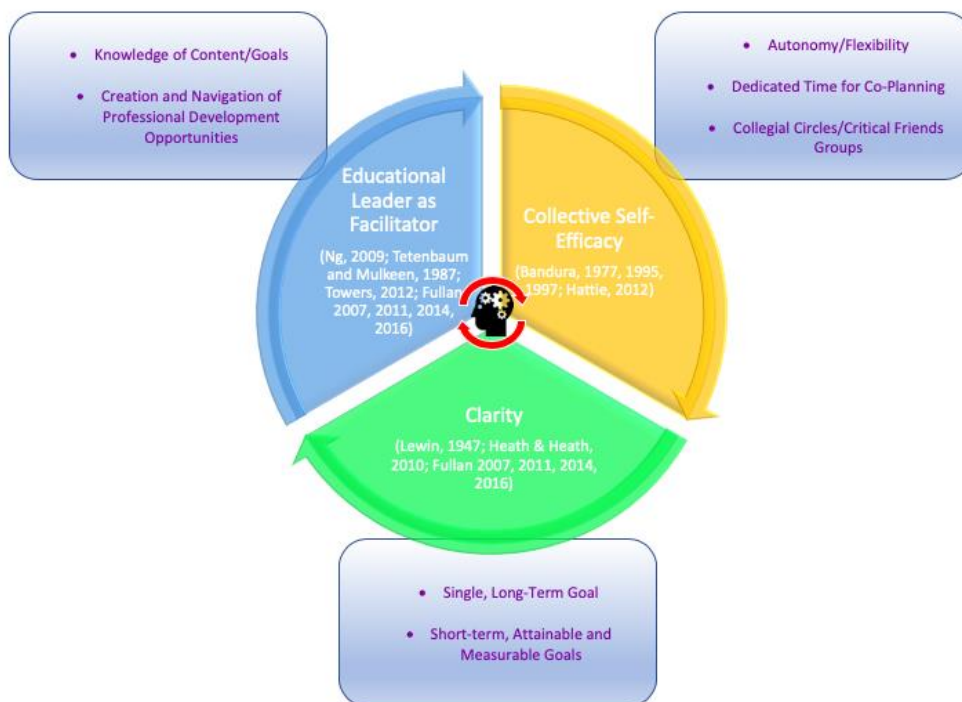 • Knowledge of Content/Goals
• Creation and Navigation of
Professional Development
Opportunities
• Autonomy/Flexibility
• Dedicated Time for Co-Planning
• Collegial Circles/Critical Friends
Groups
Educational
Leader as
Facilitator
(Ng, 2009; Tetenbaum
and Mulkeen, 1987;
Towers, 2012; Fullan
2007, 2011, 2014,
2016)
Collective Self-
Efficacy
(Bandura, 1977, 1995,
1997; Hattie, 2012)
Clarity
(Lewin, 1947; Heath & Heath,
2010; Fullan 2007, 2011, 2014,
2016)
• Single, Long-Term Goal
• Short-term, Attainable and
Measurable Goals